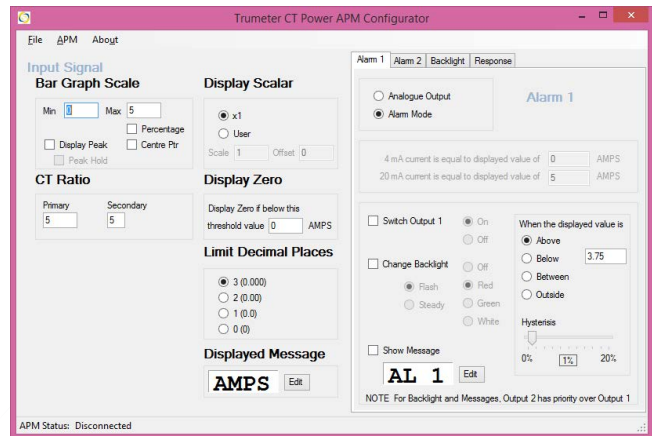 Trumeter CT Power APM Configurator
File APM About
Input Signal
Bar Graph Scale
Min 0 Max 5
Percentage
Display Peak Centre Ptr
Peak Hold
CT Ratio
Primary Secondary
5 5
Display Scalar
x1
User
Scale 1 Offset 0
Display Zero
Display Zero if below this
threshold value 0 AMPS
Limit Decimal Places
3 (0.000)
2 (0.00)
1 (0.0)
0 (0)
Displayed Message
AMPS Edit
Alarm 1 Alarm 2 Backlight Response
Analogue Output
Alarm Mode
Alarm 1
4 mA current is equal to displayed value of 0 AMPS
20 mA current is equal to displayed value of 5 AMPS
Switch Output 1 On
Off
Change Backlight Off
Flash Red
Steady Green
White
Show Message
AL 1 Edit
When the displayed value is
Above
Below 3.75
Between
Outside
Hysterisis
0% 1% 20%
NOTE For Backlight and Messages, Output 2 has priority over Output 1
APM Status: Disconnected